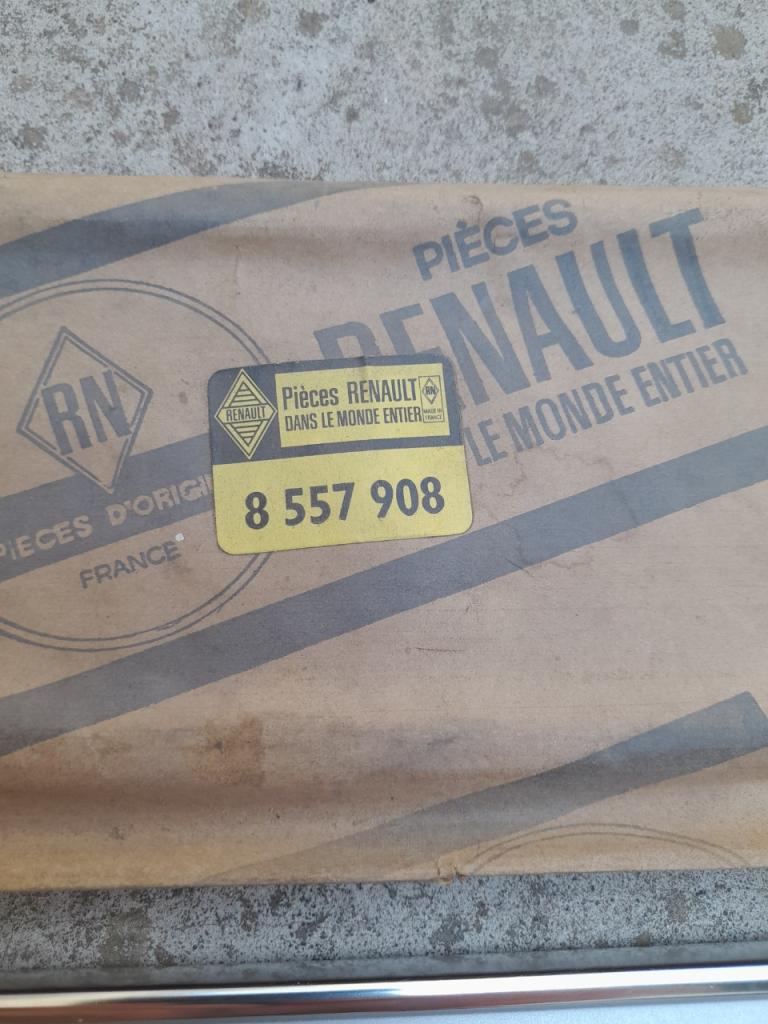 PIÈCES
RENAULT
LE MONDE ENTIER
RN
PIECES D'ORIGI
FRANCE
RENAULT
Pièces RENAULT
DANS LE MONDE ENTIER
RN
MADE IN
FRANCE
8 557 908